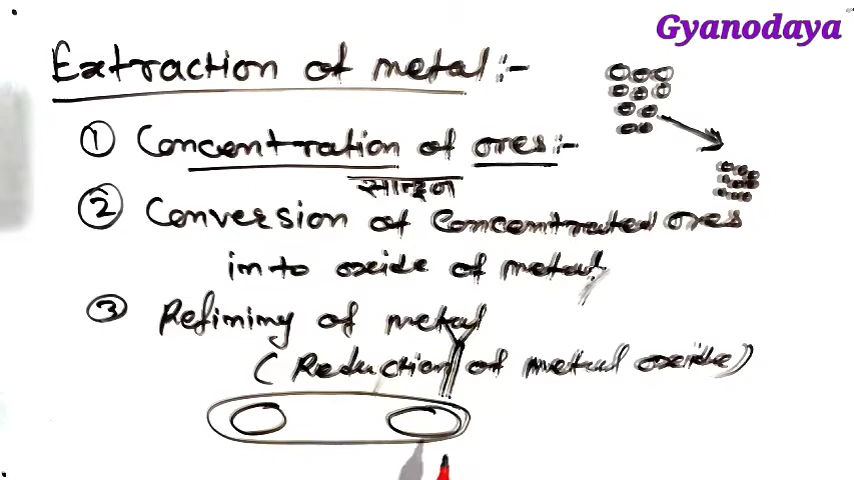 Gyanodaya
Extraction of metal :-
① Concentration of ores :-
सान्द्रन
② Conversion of Concentrated ores
into oxide of metal
③ Refining of metal
(Reduction of metal oxide)